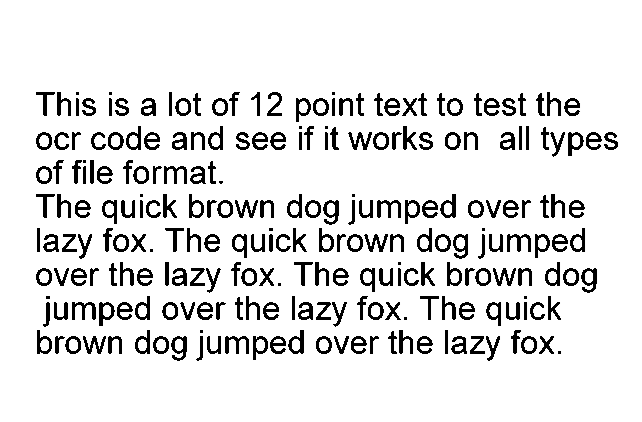 This is a lot of 12 point text to test the
ocr code and see if it works on  all types
of file format.
The quick brown dog jumped over the
lazy fox. The quick brown dog jumped
over the lazy fox. The quick brown dog
 jumped over the lazy fox. The quick
brown dog jumped over the lazy fox.